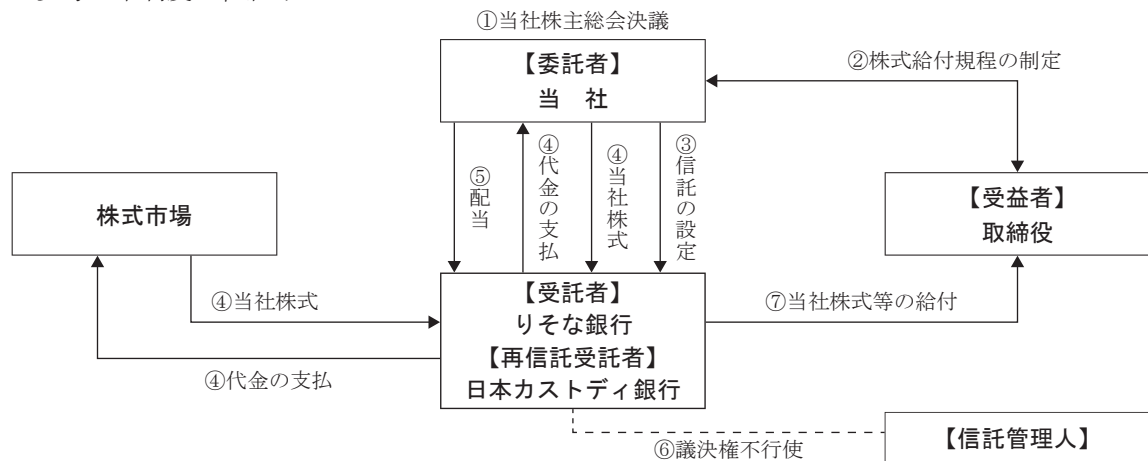 ①当社株主総会決議
【委託者】
当　社
②株式給付規程の制定
⑤配当
④代金の支払
④当社株式
③信託の設定
株式市場
【受益者】
取締役
④当社株式
【受託者】
りそな銀行
【再信託受託者】
日本カストディ銀行
⑦当社株式等の給付
④代金の支払
⑥議決権不行使
【信託管理人】